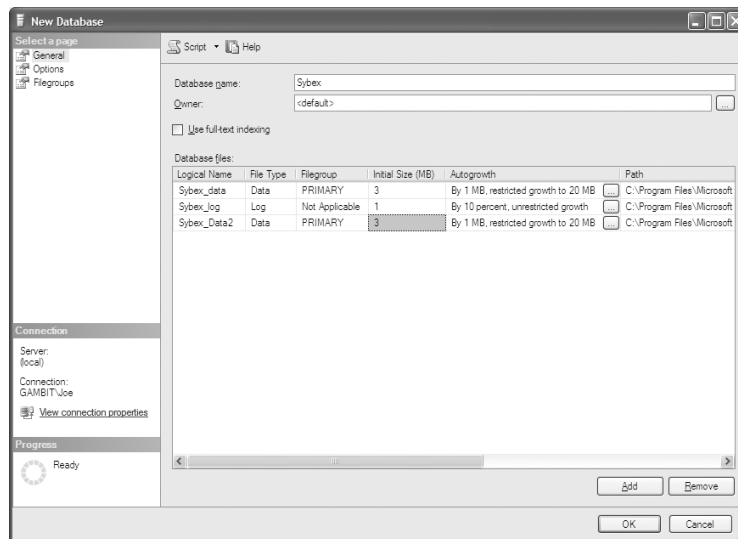 New Database
Select a page
General
Options
Filegroups
Script Help
Database name: Sybex
Owner: <default> ...
Use full-text indexing
Database files:
Logical Name File Type Filegroup Initial Size (MB) Autogrowth Path
Sybex_data Data PRIMARY 3 By 1 MB, restricted growth to 20 MB ... C:\Program Files\Microsoft
Sybex_log Log Not Applicable 1 By 10 percent, unrestricted growth ... C:\Program Files\Microsoft
Sybex_Data2 Data PRIMARY 3 By 1 MB, restricted growth to 20 MB ... C:\Program Files\Microsoft
Connection
Server:
(local)
Connection:
GAMBIT\Joe
View connection properties
Progress
Ready
Add Remove
OK Cancel